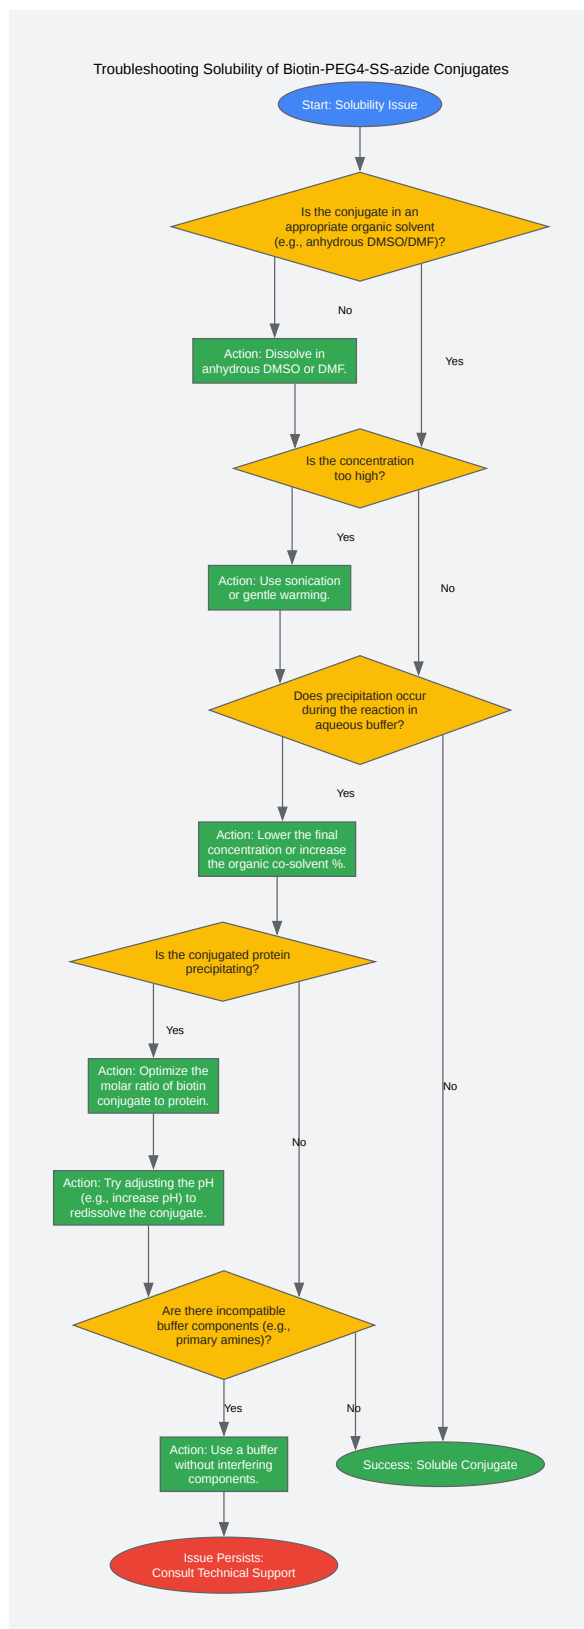 Troubleshooting Solubility of Biotin-PEG4-SS-azide Conjugates
Start: Solubility Issue
Is the conjugate in an
appropriate organic solvent
(e.g., anhydrous DMSO/DMF)?
No
Action: Dissolve in
anhydrous DMSO or DMF.
Yes
Is the concentration
too high?
Yes
Action: Use sonication
or gentle warming.
No
Does precipitation occur
during the reaction in
aqueous buffer?
Yes
Action: Lower the final
concentration or increase
the organic co-solvent %.
Is the conjugated protein
precipitating?
Yes
Action: Optimize the
molar ratio of biotin
conjugate to protein.
No
No
Action: Try adjusting the pH
(e.g., increase pH) to
redissolve the conjugate.
Are there incompatible
buffer components (e.g.,
primary amines)?
Yes
No
Action: Use a buffer
without interfering
components.
Success: Soluble Conjugate
Issue Persists:
Consult Technical Support